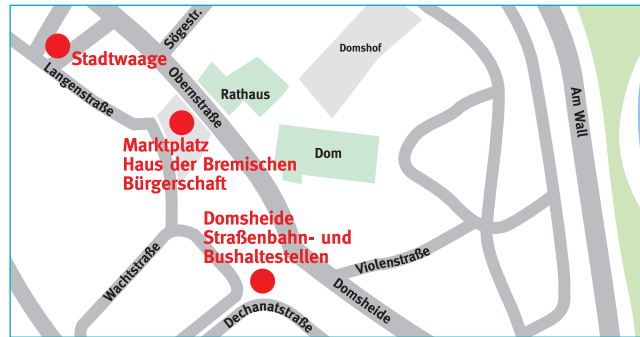 Sögestr.
Domshof
Stadtwaage
Langenstraße
Obernstraße
Rathaus
Am Wall
Marktplatz
Haus der Bremischen
Bürgerschaft
Dom
Domsheide
Straßenbahn- und
Bushaltestellen
Wachtstraße
Violenstraße
Domsheide
Dechanatstraße